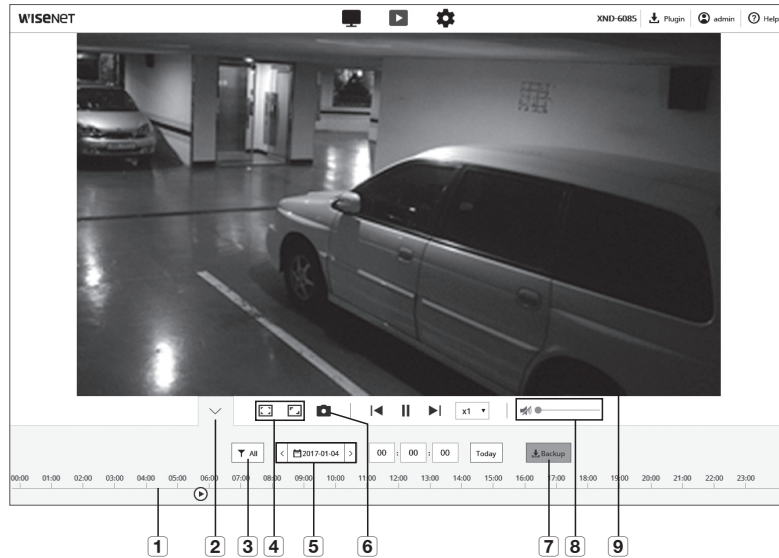 WISENET XND-6085 Plugin admin Help
x1
All 2017-01-04 00 : 00 : 00 Today Backup
00:00 01:00 02:00 03:00 04:00 05:00 06:00 07:00 08:00 09:00 10:00 11:00 12:00 13:00 14:00 15:00 16:00 17:00 18:00 19:00 20:00 21:00 22:00 23:00
1 2 3 4 5 6 7 8 9